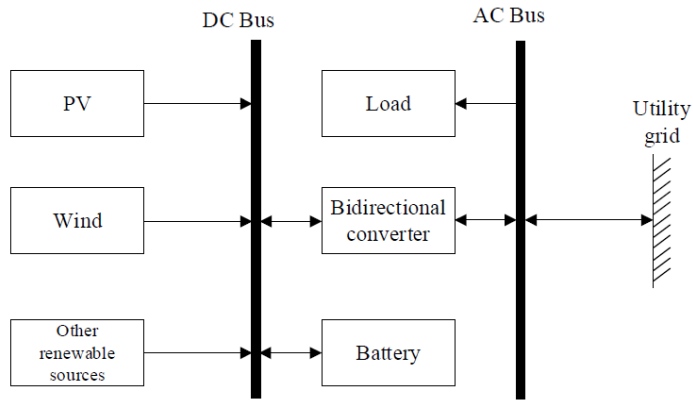 DC Bus
AC Bus
PV
Load
Utility
grid
Wind
Bidirectional
converter
Other
renewable
sources
Battery